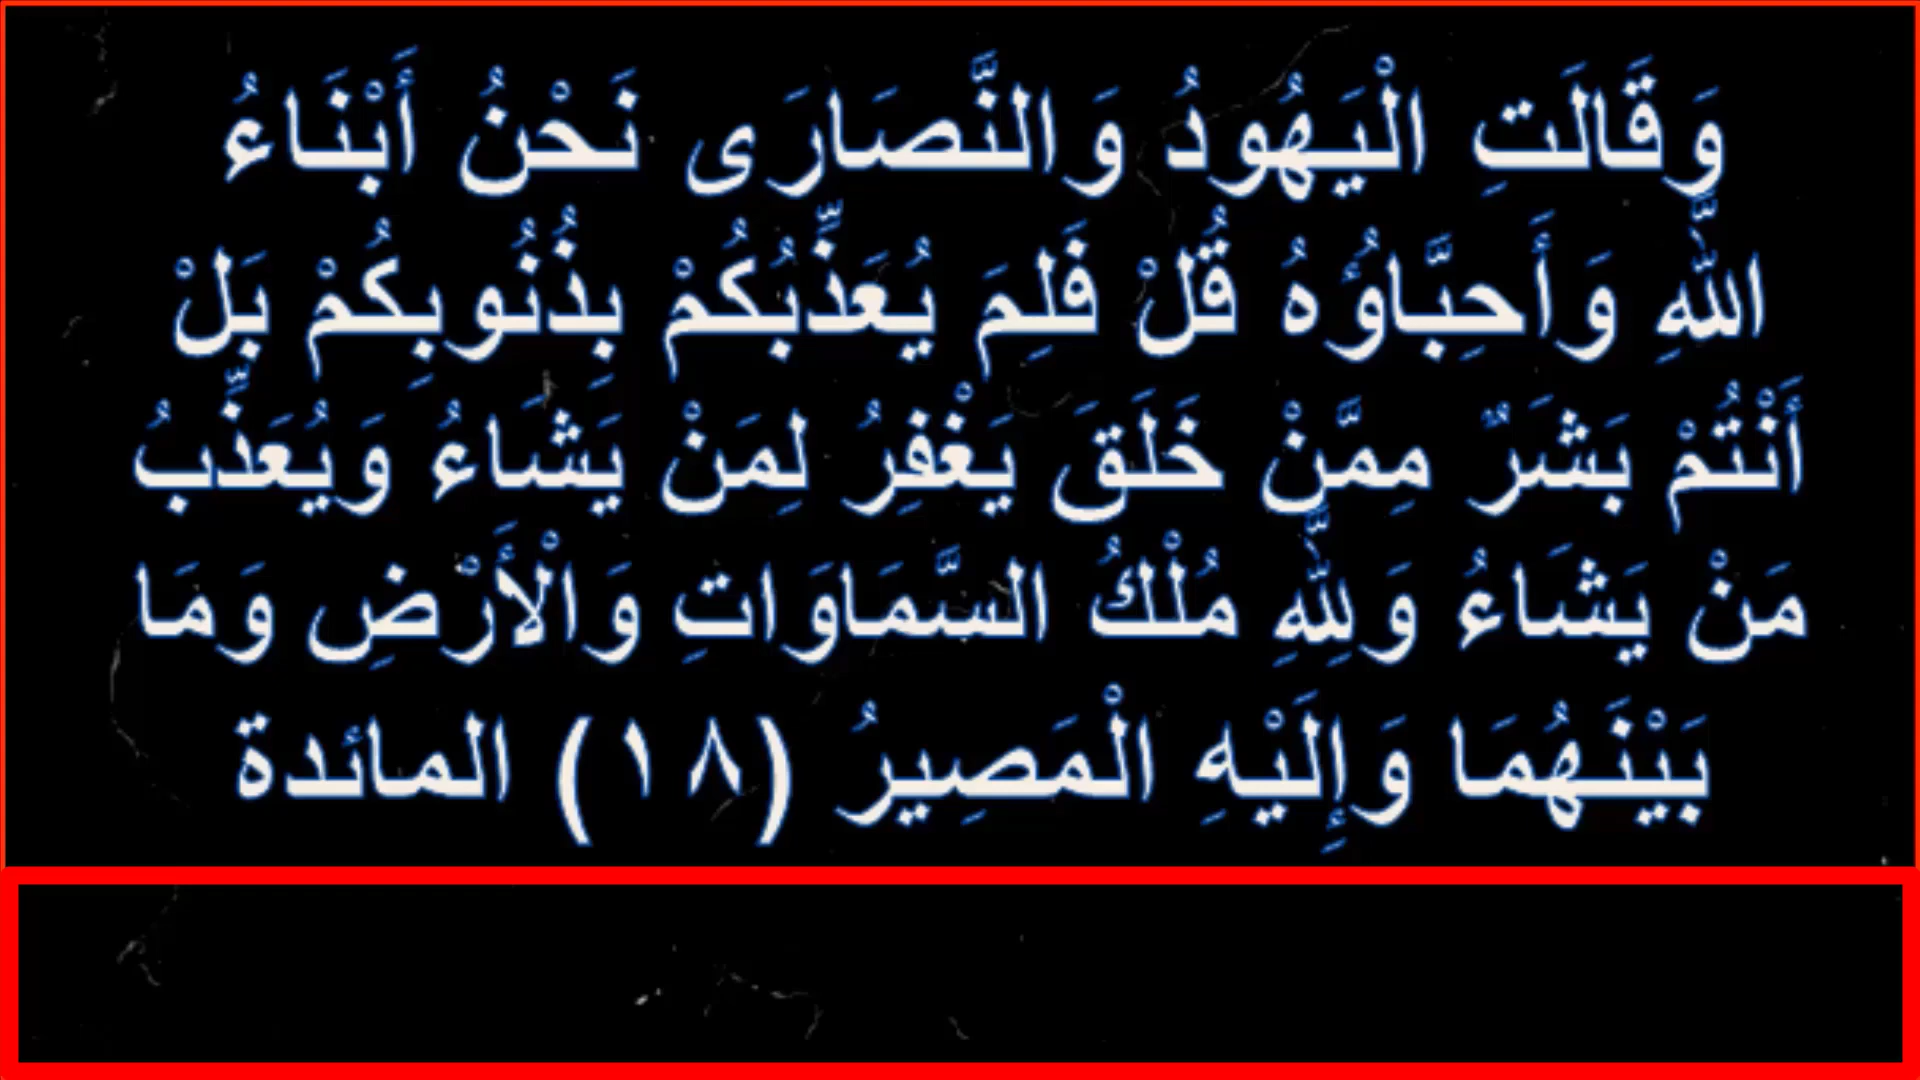 وَقَالَتِ الْيَهُودُ وَالنَّصَارَى نَحْنُ أَبْنَاءُ
اللَّهِ وَأَحِبَّاؤُهُ قُلْ فَلِمَ يُعَذِّبُكُمْ بِذُنُوبِكُمْ بَلْ
أَنْتُمْ بَشَرٌ مِمَّنْ خَلَقَ يَغْفِرُ لِمَنْ يَشَاءُ وَيُعَذِّبُ
مَنْ يَشَاءُ وَلِلَّهِ مُلْكُ السَّمَاوَاتِ وَالْأَرْضِ وَمَا
بَيْنَهُمَا وَإِلَيْهِ الْمَصِيرُ (١٨) المائدة